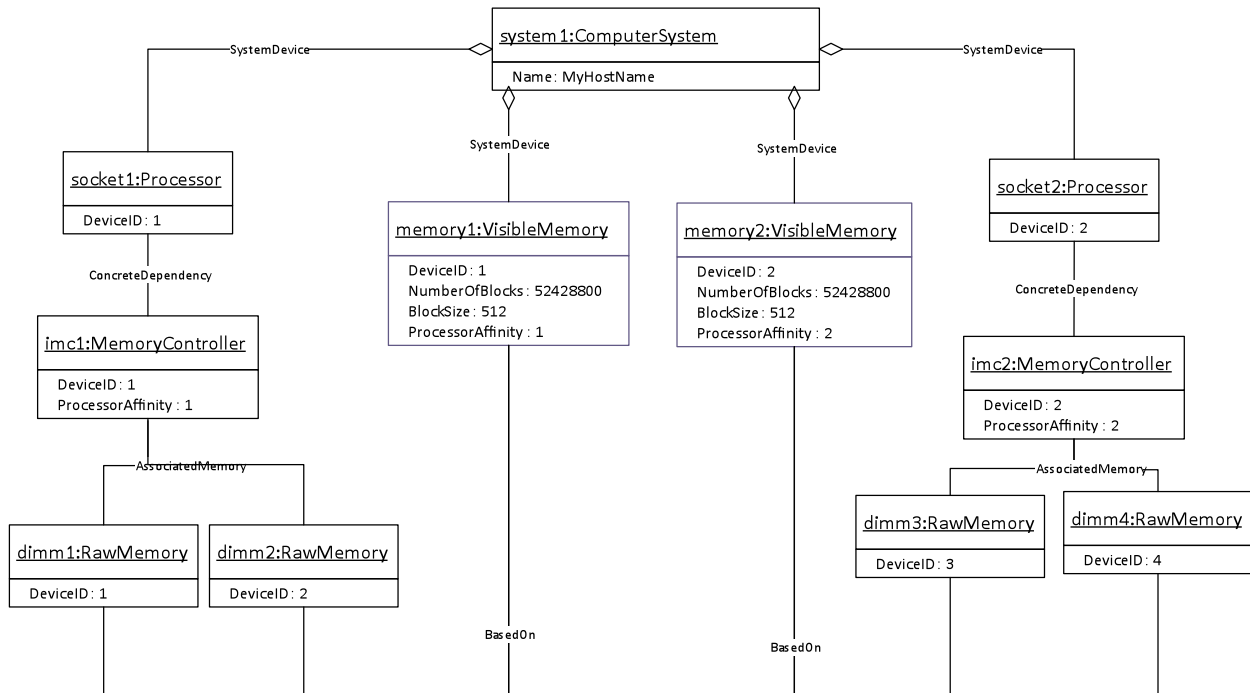 system1:ComputerSystem
Name: MyHostName
SystemDevice
SystemDevice
SystemDevice
SystemDevice
socket1:Processor
DeviceID: 1
socket2:Processor
DeviceID: 2
memory1:VisibleMemory
DeviceID: 1
NumberOfBlocks: 52428800
BlockSize: 512
ProcessorAffinity: 1
memory2:VisibleMemory
DeviceID: 2
NumberOfBlocks: 52428800
BlockSize: 512
ProcessorAffinity: 2
ConcreteDependency
ConcreteDependency
imc1:MemoryController
DeviceID: 1
ProcessorAffinity: 1
imc2:MemoryController
DeviceID: 2
ProcessorAffinity: 2
AssociatedMemory
AssociatedMemory
dimm1:RawMemory
DeviceID: 1
dimm2:RawMemory
DeviceID: 2
dimm3:RawMemory
DeviceID: 3
dimm4:RawMemory
DeviceID: 4
BasedOn
BasedOn